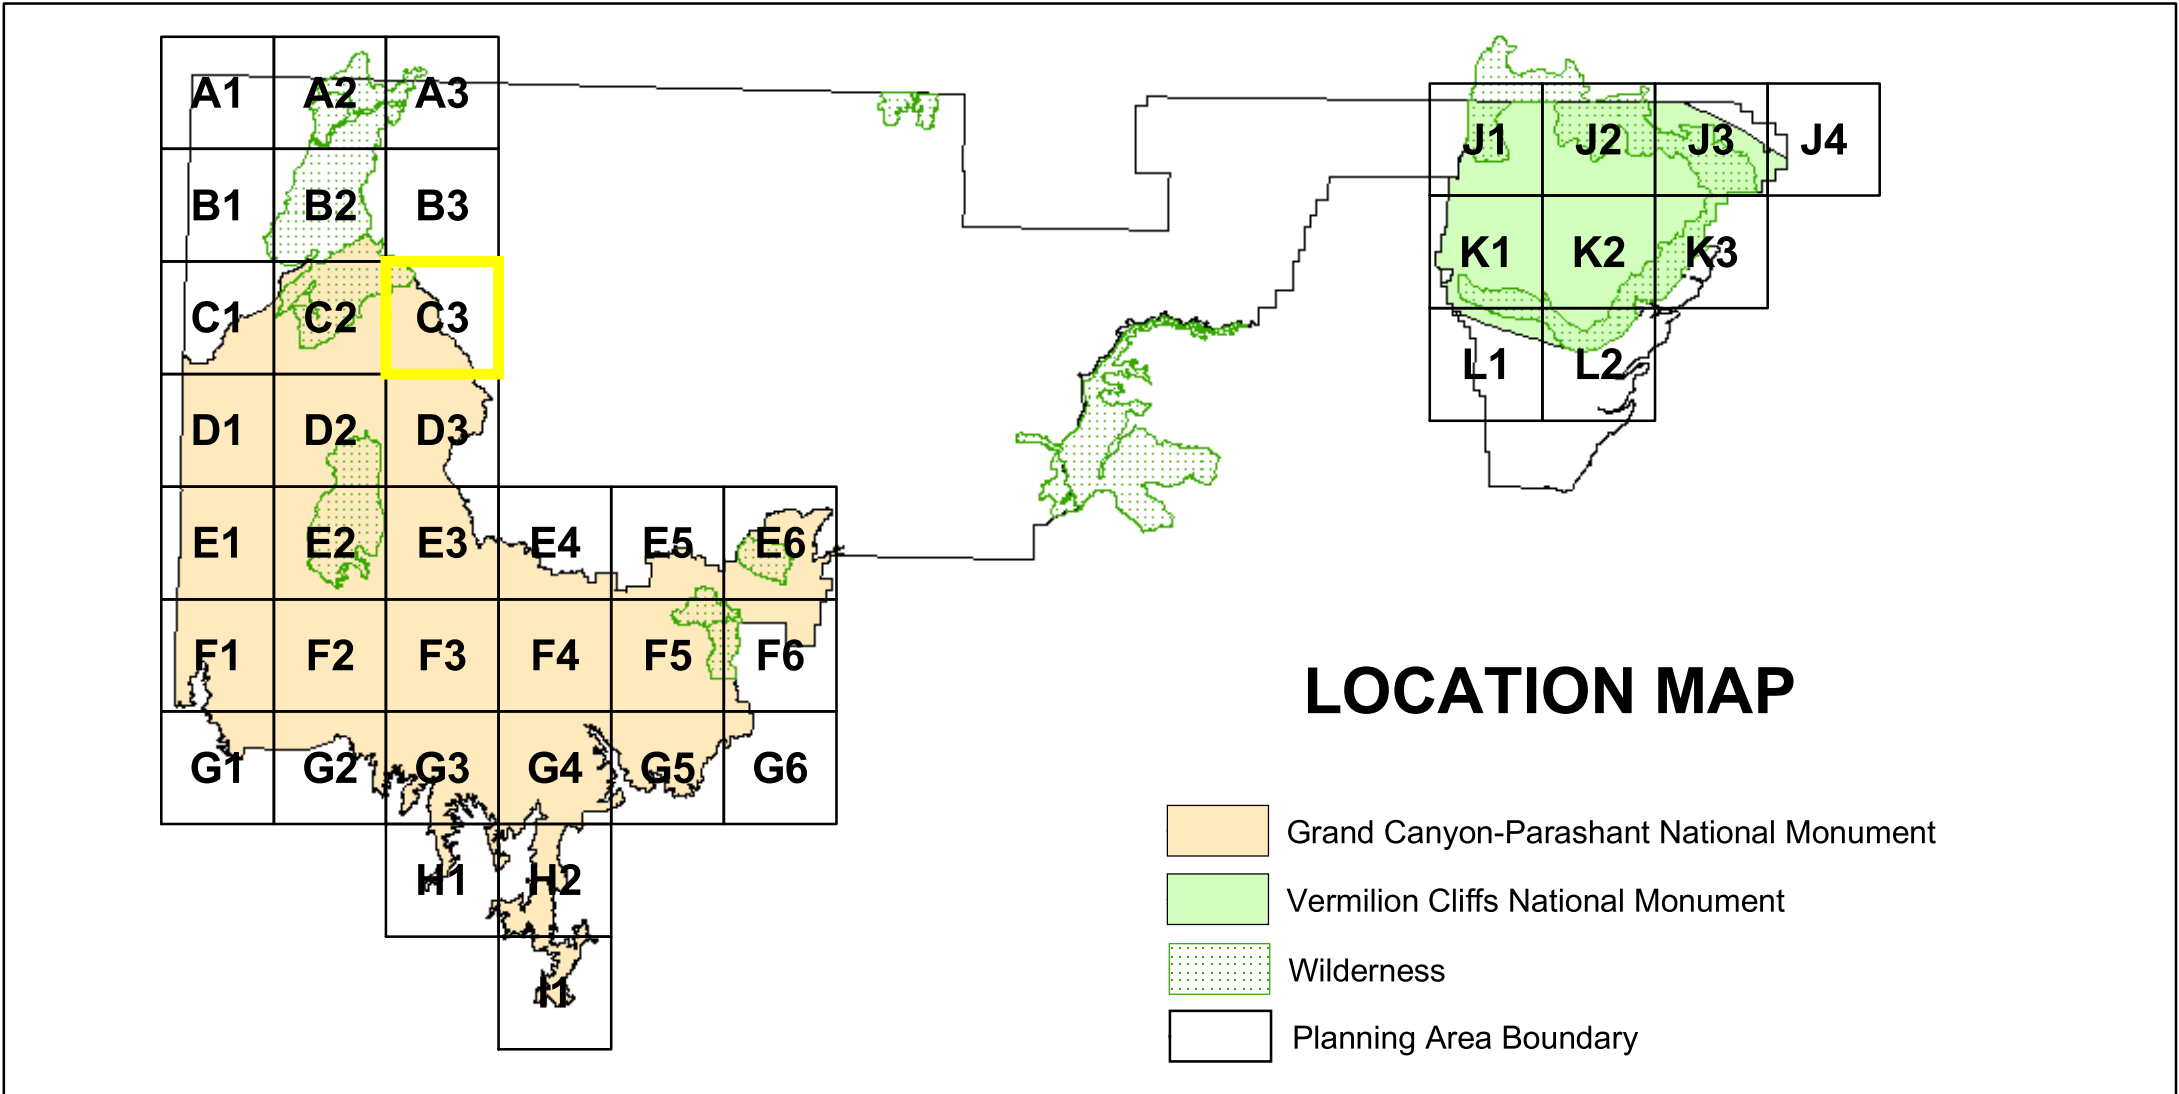 A1 A2 A3
J1 J2 J3 J4
B1 B2 B3
K1 K2 K3
C1 C2 C3
L1 L2
D1 D2 D3
E1 E2 E3 E4 E5 E6
F1 F2 F3 F4 F5 F6
LOCATION MAP
G1 G2 G3 G4 G5 G6
Grand Canyon-Parashant National Monument
H1 H2
Vermilion Cliffs National Monument
Wilderness
I1
Planning Area Boundary